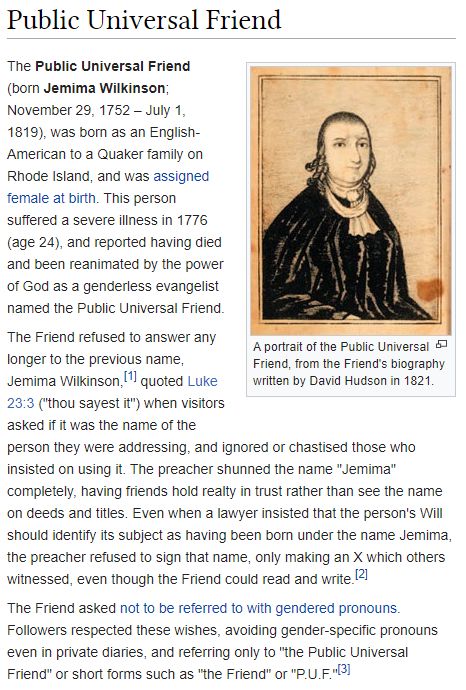 Public Universal Friend
The Public Universal Friend
(born Jemima Wilkinson;
November 29, 1752 – July 1,
1819), was born as an English-
American to a Quaker family on
Rhode Island, and was assigned
female at birth. This person
suffered a severe illness in 1776
(age 24), and reported having died
and been reanimated by the power
of God as a genderless evangelist
named the Public Universal Friend.
A portrait of the Public Universal
Friend, from the Friend's biography
written by David Hudson in 1821.
The Friend refused to answer any
longer to the previous name,
Jemima Wilkinson,[1] quoted Luke
23:3 ("thou sayest it") when visitors
asked if it was the name of the
person they were addressing, and ignored or chastised those who
insisted on using it. The preacher shunned the name "Jemima"
completely, having friends hold realty in trust rather than see the name
on deeds and titles. Even when a lawyer insisted that the person's Will
should identify its subject as having been born under the name Jemima,
the preacher refused to sign that name, only making an X which others
witnessed, even though the Friend could read and write.[2]
The Friend asked not to be referred to with gendered pronouns.
Followers respected these wishes, avoiding gender-specific pronouns
even in private diaries, and referring only to "the Public Universal
Friend" or short forms such as "the Friend" or "P.U.F."[3]